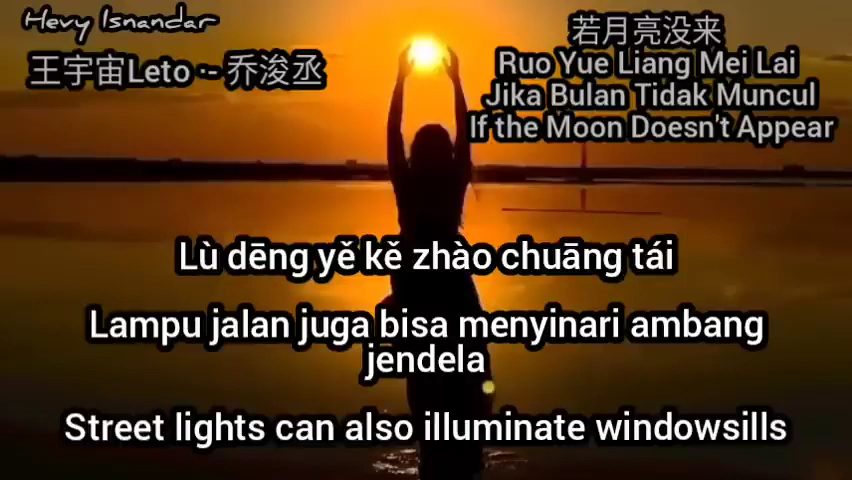 Hevy Isnandar
王宇宙Leto -- 乔浚丞
若月亮没来
Ruo Yue Liang Mei Lai
Jika Bulan Tidak Muncul
If the Moon Doesn't Appear
Lù dēng yě kě zhào chuāng tái
Lampu jalan juga bisa menyinari ambang
jendela
Street lights can also illuminate windowsills